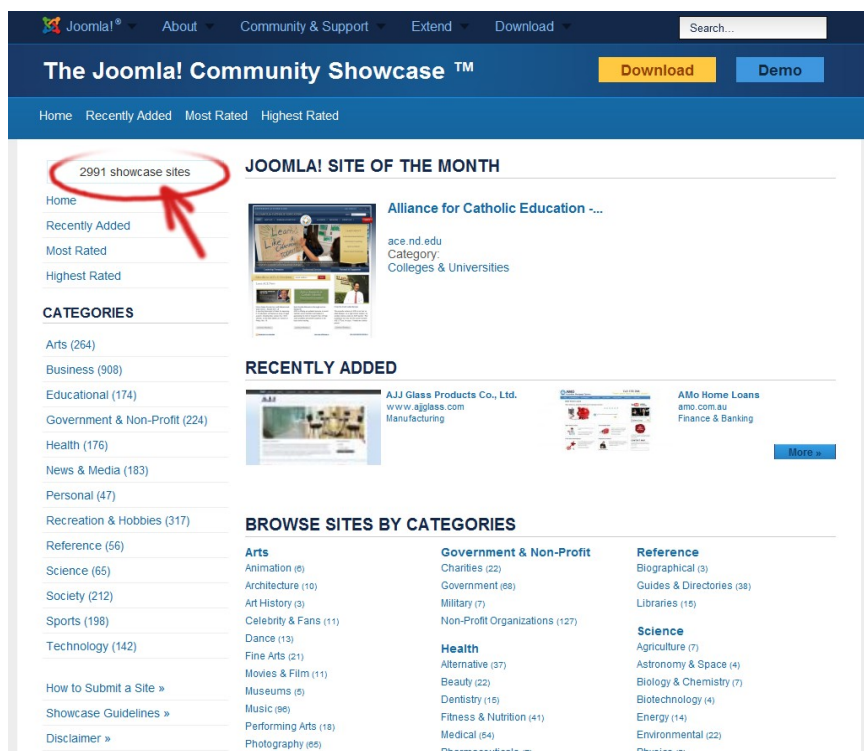 Joomla!® About Community & Support Extend Download Search...
The Joomla! Community Showcase ™ Download Demo
Home Recently Added Most Rated Highest Rated
2991 showcase sites
Home
Recently Added
Most Rated
Highest Rated
CATEGORIES
Arts (264)
Business (908)
Educational (174)
Government & Non-Profit (224)
Health (176)
News & Media (183)
Personal (47)
Recreation & Hobbies (317)
Reference (56)
Science (65)
Society (212)
Sports (198)
Technology (142)
How to Submit a Site »
Showcase Guidelines »
Disclaimer »
JOOMLA! SITE OF THE MONTH
Alliance for Catholic Education -...
ace.nd.edu
Category:
Colleges & Universities
RECENTLY ADDED
AJJ
AJJ Glass Products Co., Ltd.
www.ajjglass.com
Manufacturing
AMo Home Loans
amo.com.au
Finance & Banking
More »
BROWSE SITES BY CATEGORIES
Arts
Animation (6)
Architecture (10)
Art History (3)
Celebrity & Fans (11)
Dance (13)
Fine Arts (21)
Movies & Film (11)
Museums (5)
Music (96)
Performing Arts (18)
Photography (66)
Government & Non-Profit
Charities (22)
Government (68)
Military (7)
Non-Profit Organizations (127)
Health
Alternative (37)
Beauty (22)
Dentistry (15)
Fitness & Nutrition (41)
Medical (54)
Reference
Biographical (3)
Guides & Directories (38)
Libraries (15)
Science
Agriculture (7)
Astronomy & Space (4)
Biology & Chemistry (7)
Biotechnology (4)
Energy (14)
Environmental (22)